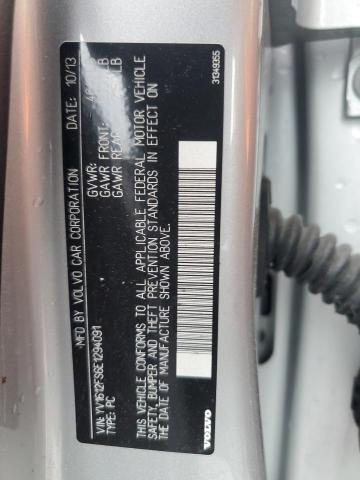 MFD BY VOLVO CAR CORPORATION DATE: 10/13
GVWR:
GAWR FRONT:
GAWR REAR
VIN: YV1612FS6E1294091
TYPE: PC
THIS VEHICLE CONFORMS TO ALL APPLICABLE FEDERAL MOTOR VEHICLE
SAFETY, BUMPER AND THEFT PREVENTION STANDARDS IN EFFECT ON
THE DATE OF MANUFACTURE SHOWN ABOVE.
VOLVO
31349355